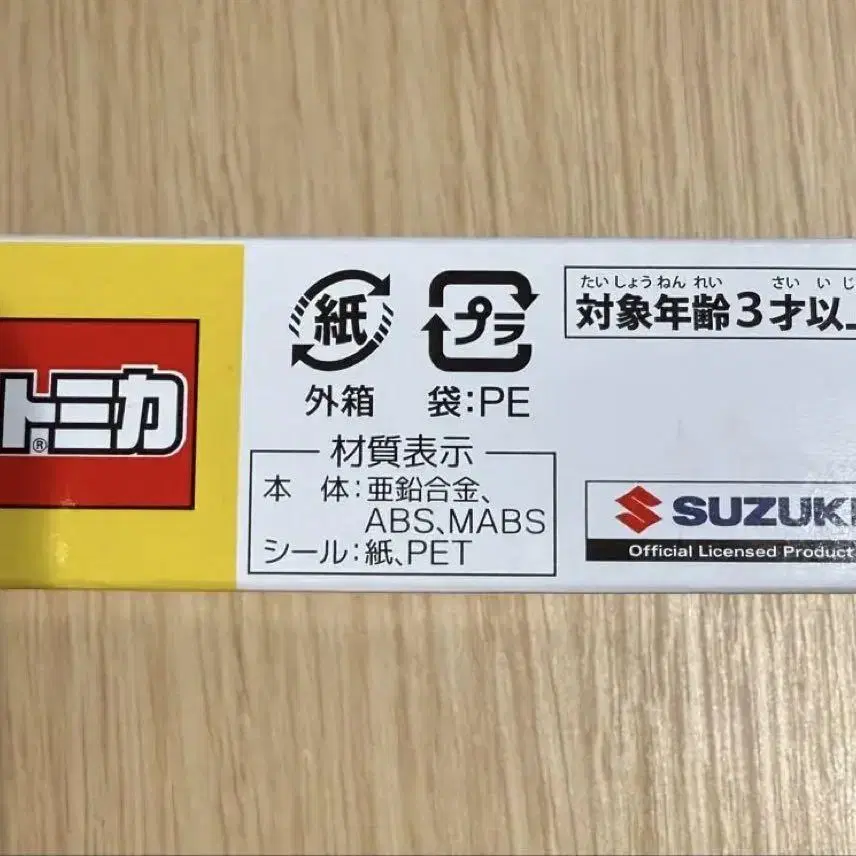 トミカ®
紙
外箱
プラ
袋:PE
材質表示
本 体:亜鉛合金、
ABS、MABS
シール:紙、PET
たいしょうねんれい さいいじ
対象年齢3才以上
SUZUKI
Official Licensed Product